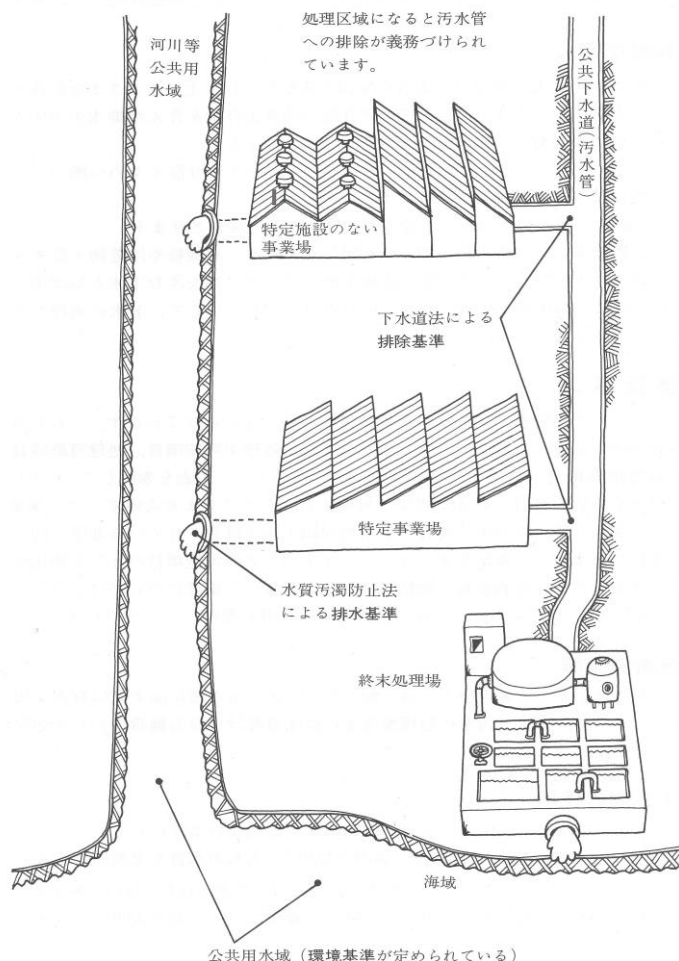 処理区域になると汚水管
への排除が義務づけられ
ています。
河川等
公共用
水域
公共下水道(汚水管)
特定施設のない
事業場
下水道法による
排除基準
特定事業場
水質汚濁防止法
による排水基準
終末処理場
海域
公共用水域(環境基準が定められている)